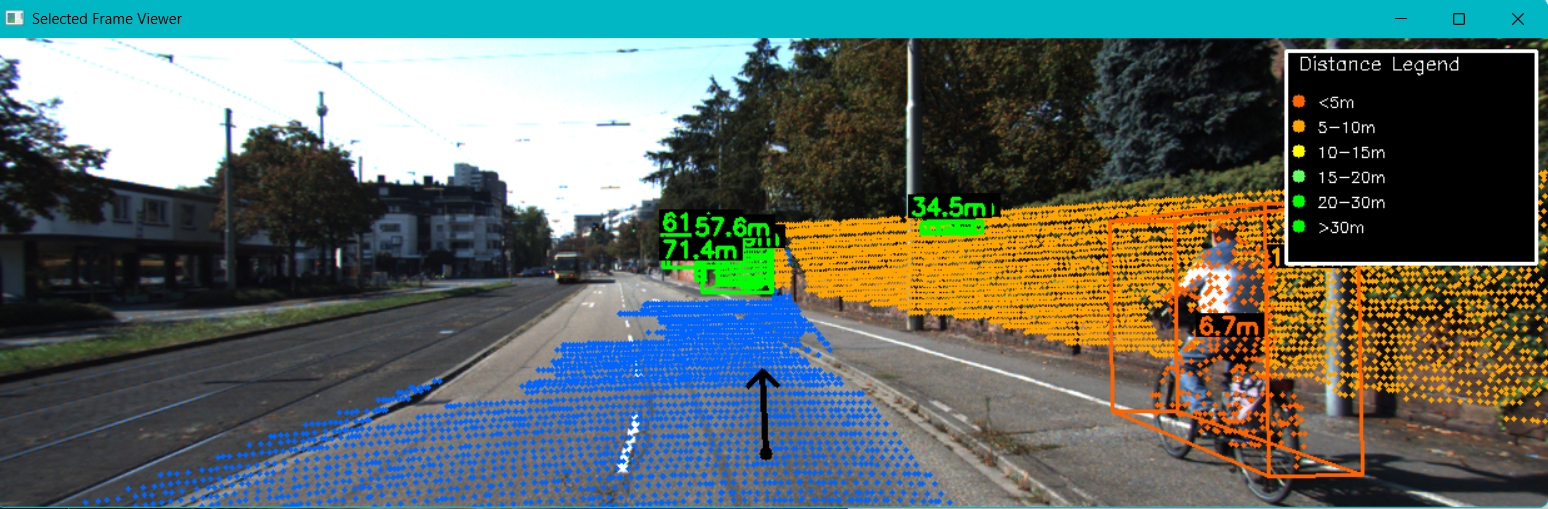 Selected Frame Viewer
Distance Legend
<5m
5-10m
10-15m
15-20m
20-30m
>30m
34.5m
57.6m
71.4m
6.7m